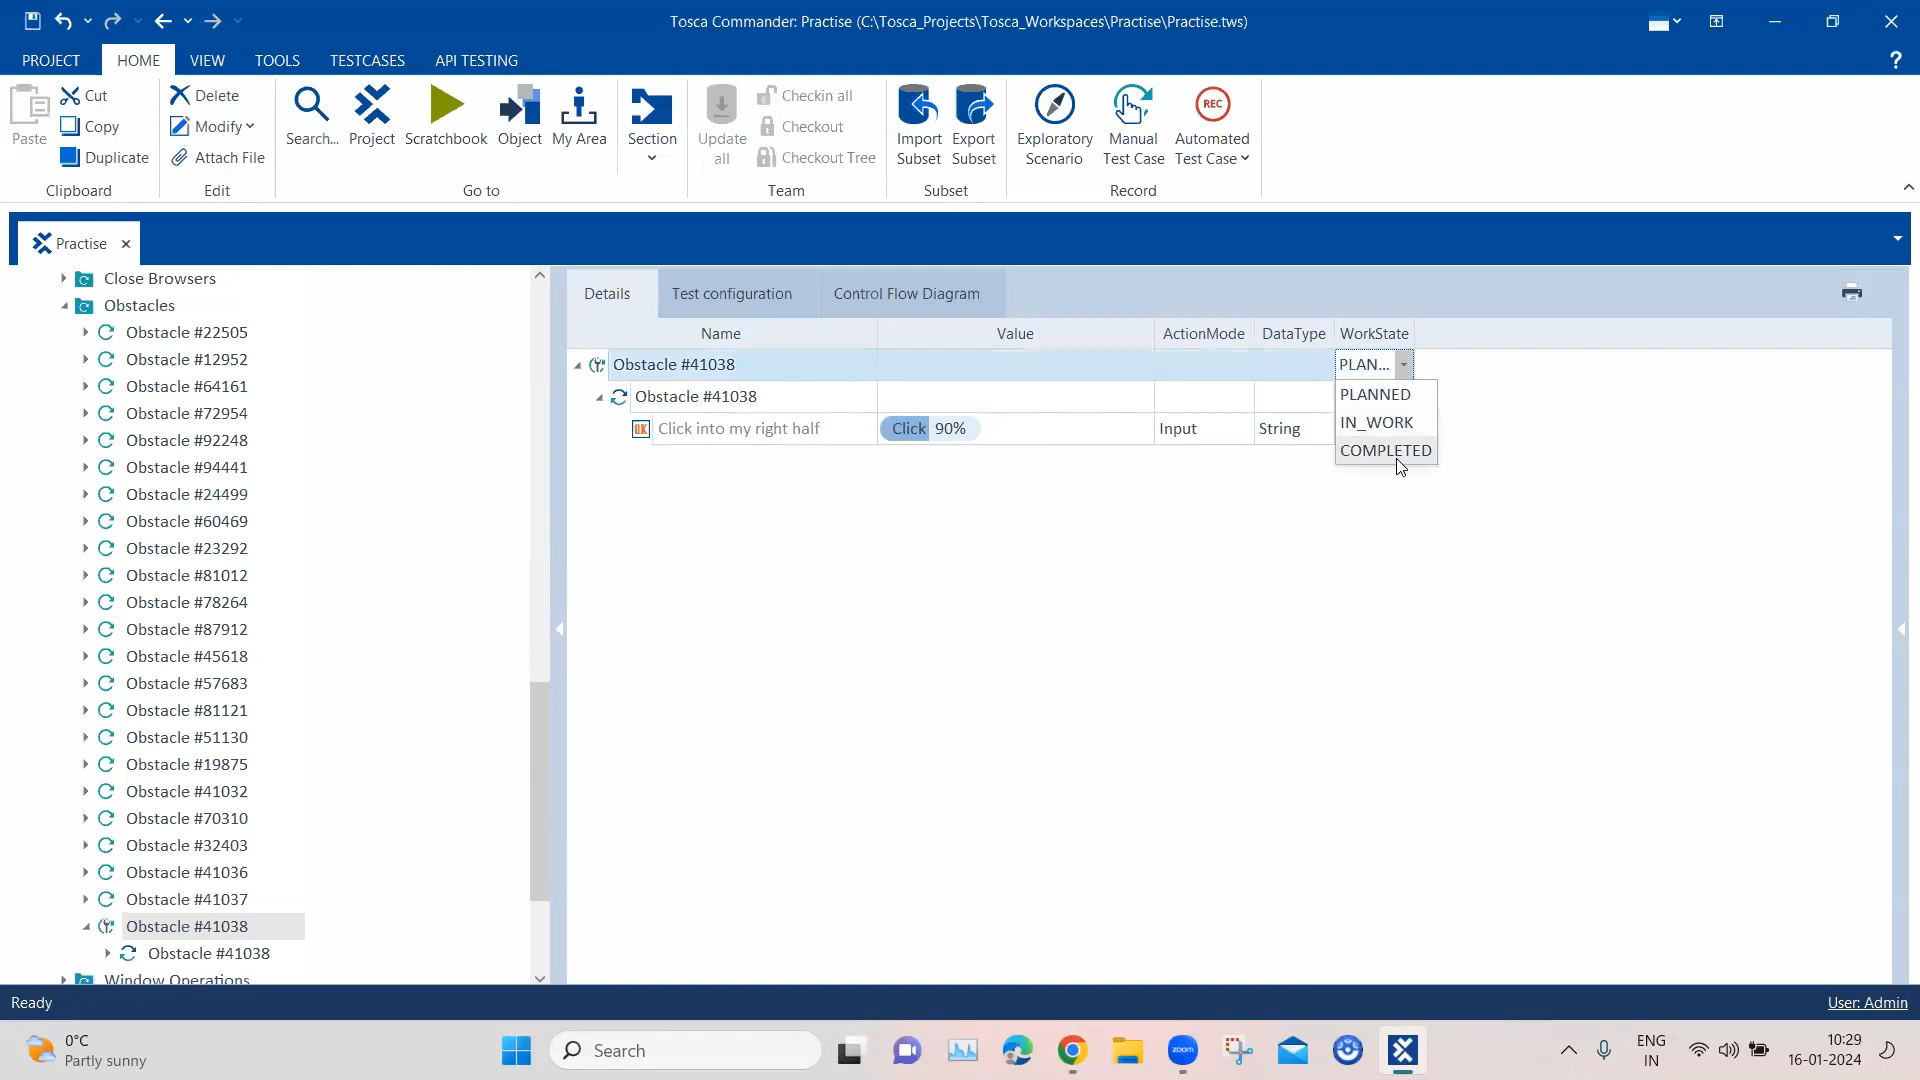 Tosca Commander: Practise (C:\Tosca_Projects\Tosca_Workspaces\Practise\Practise.tws)
PROJECT HOME VIEW TOOLS TESTCASES API TESTING ?
Paste
Cut
Copy
Duplicate
Clipboard
Delete
Modify
Attach File
Edit
Search...
Project
Scratchbook
Object
My Area
Go to
Section
Update all
Checkin all
Checkout
Checkout Tree
Team
Import Subset
Export Subset
Subset
Exploratory Scenario
Manual Test Case
REC
Automated Test Case
Record
Practise
Close Browsers
Obstacles
Obstacle #22505
Obstacle #12952
Obstacle #64161
Obstacle #72954
Obstacle #92248
Obstacle #94441
Obstacle #24499
Obstacle #60469
Obstacle #23292
Obstacle #81012
Obstacle #78264
Obstacle #87912
Obstacle #45618
Obstacle #57683
Obstacle #81121
Obstacle #51130
Obstacle #19875
Obstacle #41032
Obstacle #70310
Obstacle #32403
Obstacle #41036
Obstacle #41037
Obstacle #41038
Obstacle #41038
Window Operations
Details Test configuration Control Flow Diagram
Name Value ActionMode DataType WorkState
Obstacle #41038 PLAN...
Obstacle #41038
OK Click into my right half Click 90% Input String
PLANNED
IN_WORK
COMPLETED
Ready User: Admin
0°C
Partly sunny
Search
zoom
ENG
IN
10:29
16-01-2024